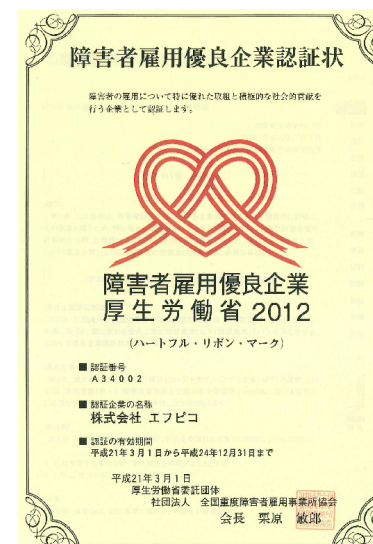 障害者雇用優良企業認証状
障害者の雇用について特に優れた取組と積極的な社会的貢献を
行う企業として認証します。
障害者雇用優良企業
厚生労働省 2012
(ハートフル・リボン・マーク)
■ 認証番号
A34002
■ 認証企業の名称
株式会社 エフピコ
■ 認証の有効期間
平成21年3月1日から平成24年12月31日まで
平成21年3月1日
厚生労働省委託団体
社団法人 全国重度障害者雇用事業所協会
会長 栗原 敏郎